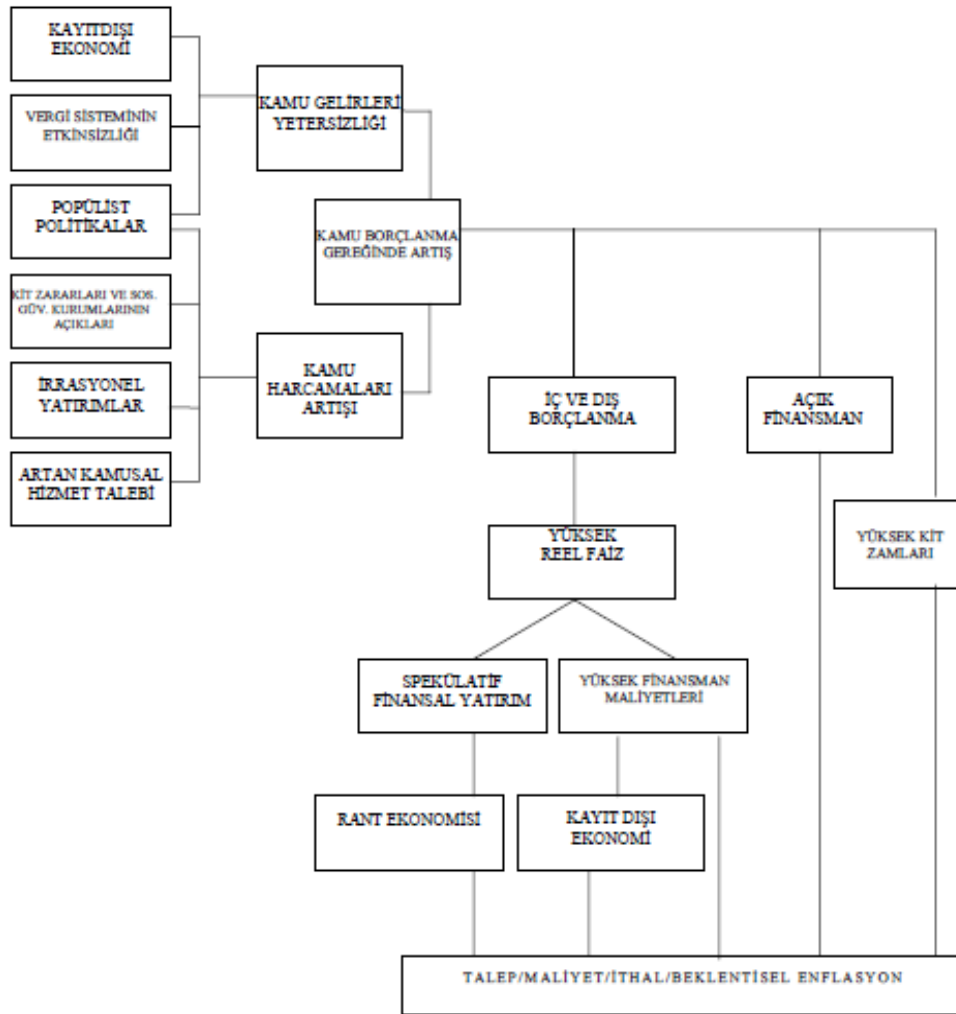 KAYITDIŞI
EKONOMİ
VERGİ SİSTEMİNİN
ETKİNSİZLİĞİ
POPÜLİST
POLİTİKALAR
KİT ZARARLARI VE SOS.
GÜV. KURUMLARININ
AÇIKLARI
İRRASYONEL
YATIRIMLAR
ARTAN KAMUSAL
HİZMET TALEBİ
KAMU GELİRLERİ
YETERSİZLİĞİ
KAMU
HARCAMALARI
ARTIŞI
KAMU BORÇLANMA
GEREĞİNDE ARTIŞ
İÇ VE DIŞ
BORÇLANMA
AÇIK
FİNANSMAN
YÜKSEK KİT
ZAMLARI
YÜKSEK
REEL FAİZ
SPEKÜLATİF
FİNANSAL YATIRIM
YÜKSEK FİNANSMAN
MALİYETLERİ
RANT EKONOMİSİ
KAYIT DIŞI
EKONOMİ
TALEP/MALİYET/İTHAL/BEKLENTİSEL ENFLASYON